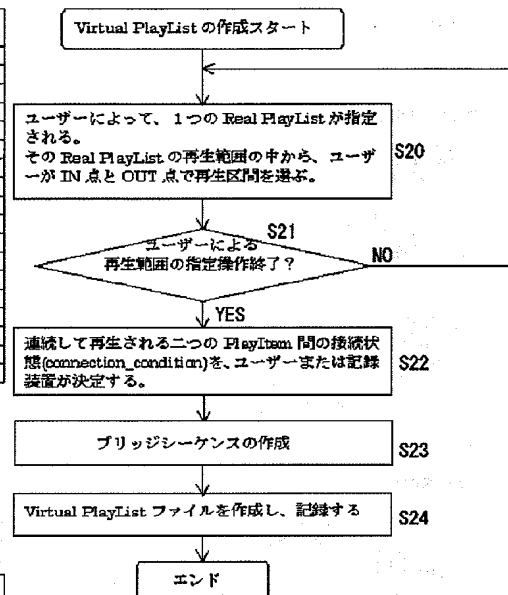 Virtual PlayList の作成スタート
ユーザーによって、１つの Real PlayList が指定
される。
その Real PlayList の再生範囲の中から、ユーザ
ーが IN 点と OUT 点で再生区間を選ぶ。
S20
S21
ユーザーによる
再生範囲の指定操作終了？
NO
YES
連続して再生される二つの PlayItem 間の接続状
態(connection_condition)を、ユーザーまたは記録
装置が決定する。
S22
ブリッジシーケンスの作成
S23
Virtual PlayList ファイルを作成し、記録する
S24
エンド